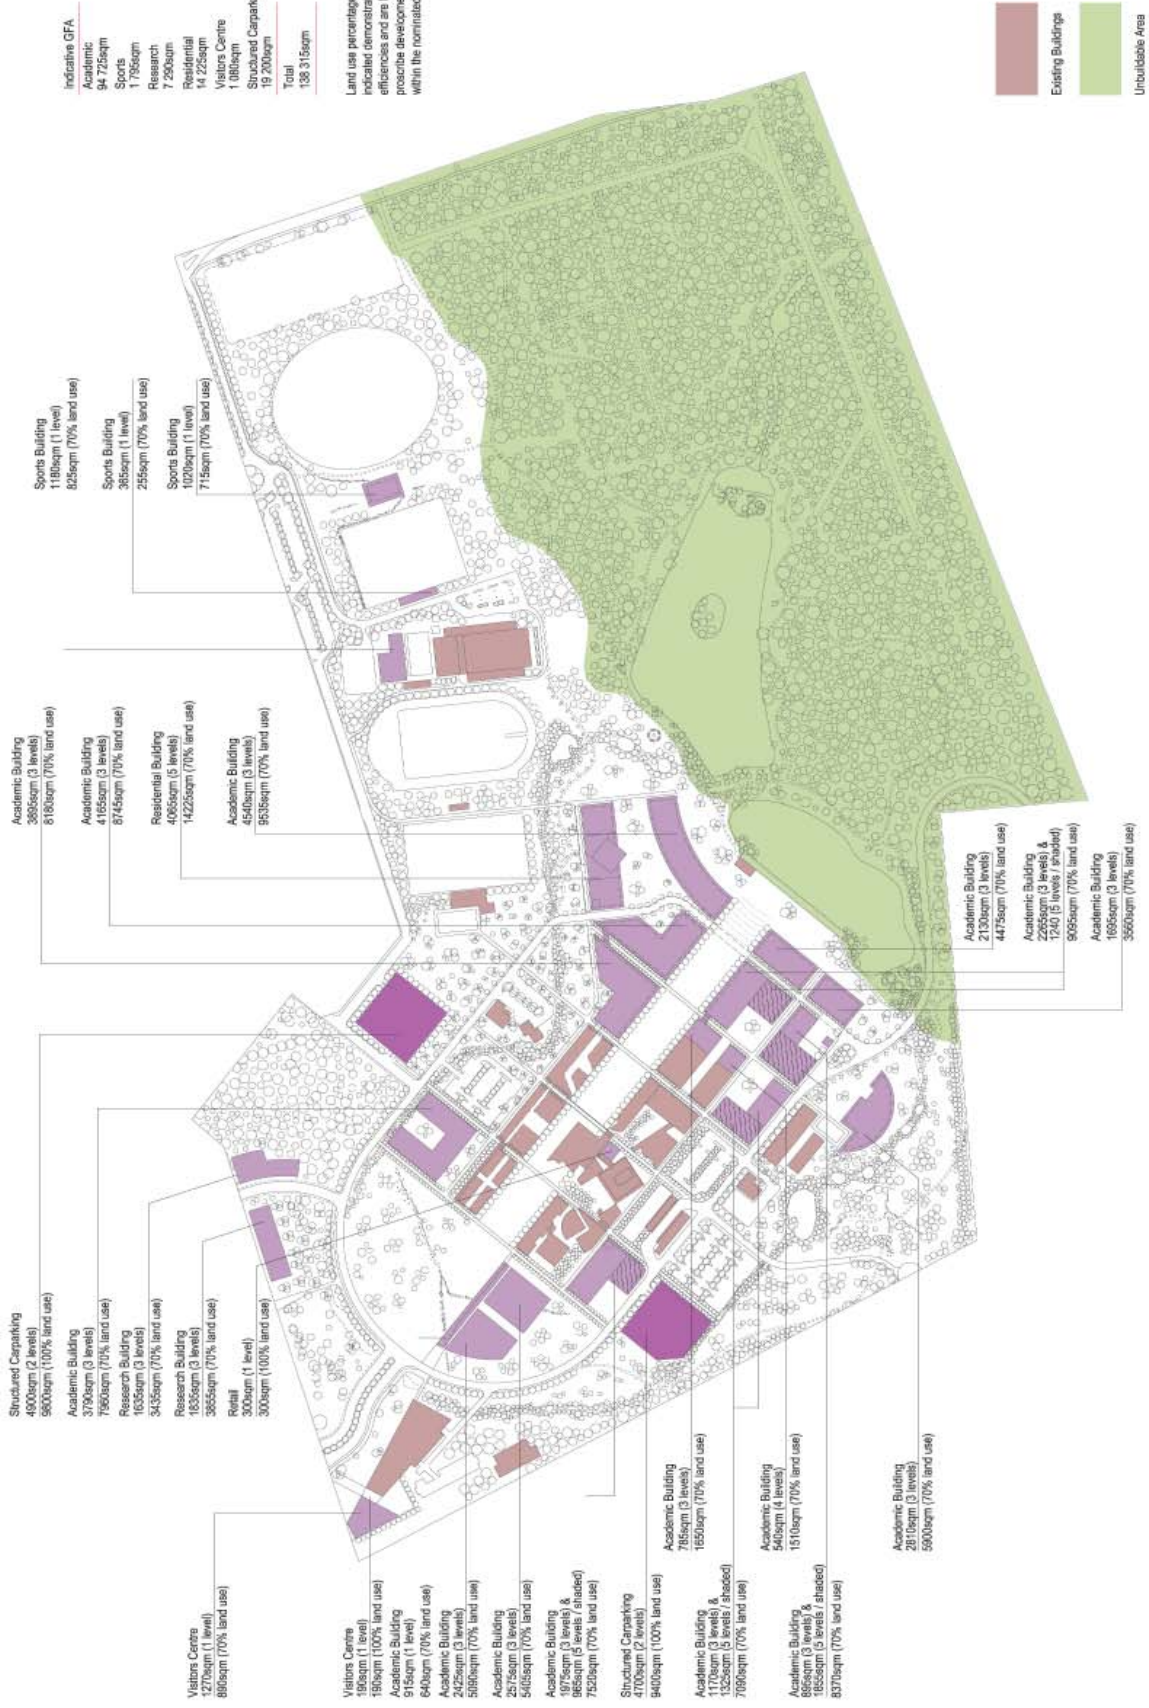 Indicative GFA
Academic
94 725sqm
Sports
1 795sqm
Research
7 290sqm
Residential
14 225sqm
Visitors Centre
1 080sqm
Structured Carpark
19 200sqm
Total
138 315sqm
Land use percentage
indicated demonstra
efficiencies and are
proscribe developme
within the nominated
Sports Building
1180sqm (1 level)
825sqm (70% land use)
Sports Building
365sqm (1 level)
255sqm (70% land use)
Sports Building
1020sqm (1 level)
715sqm (70% land use)
Academic Building
3895sqm (3 levels)
8180sqm (70% land use)
Academic Building
4165sqm (3 levels)
8745sqm (70% land use)
Residential Building
4065sqm (5 levels)
14225sqm (70% land use)
Academic Building
4540sqm (3 levels)
9535sqm (70% land use)
Structured Carparking
4900sqm (2 levels)
9800sqm (100% land use)
Academic Building
3790sqm (3 levels)
7960sqm (70% land use)
Research Building
1635sqm (3 levels)
3435sqm (70% land use)
Research Building
1835sqm (3 levels)
3855sqm (70% land use)
Retail
300sqm (1 level)
300sqm (100% land use)
Visitors Centre
1270sqm (1 level)
890sqm (70% land use)
Visitors Centre
190sqm (1 level)
190sqm (100% land use)
Academic Building
915sqm (1 level)
640sqm (70% land use)
Academic Building
2425sqm (3 levels)
5090sqm (70% land use)
Academic Building
2575sqm (3 levels)
5405sqm (70% land use)
Academic Building
1975sqm (3 levels) &
965sqm (5 levels / shaded)
7520sqm (70% land use)
Structured Carparking
4700sqm (2 levels)
9400sqm (100% land use)
Academic Building
785sqm (3 levels)
1650sqm (70% land use)
Academic Building
1170sqm (3 levels) &
1325sqm (5 levels / shaded)
7090sqm (70% land use)
Academic Building
540sqm (4 levels)
1510sqm (70% land use)
Academic Building
895sqm (3 levels) &
1855sqm (5 levels / shaded)
8370sqm (70% land use)
Academic Building
2810sqm (3 levels)
5900sqm (70% land use)
Academic Building
2130sqm (3 levels)
4475sqm (70% land use)
Academic Building
2265sqm (3 levels) &
1240 (5 levels / shaded)
9095sqm (70% land use)
Academic Building
1695sqm (3 levels)
3560sqm (70% land use)
Existing Buildings
Unbuildable Area